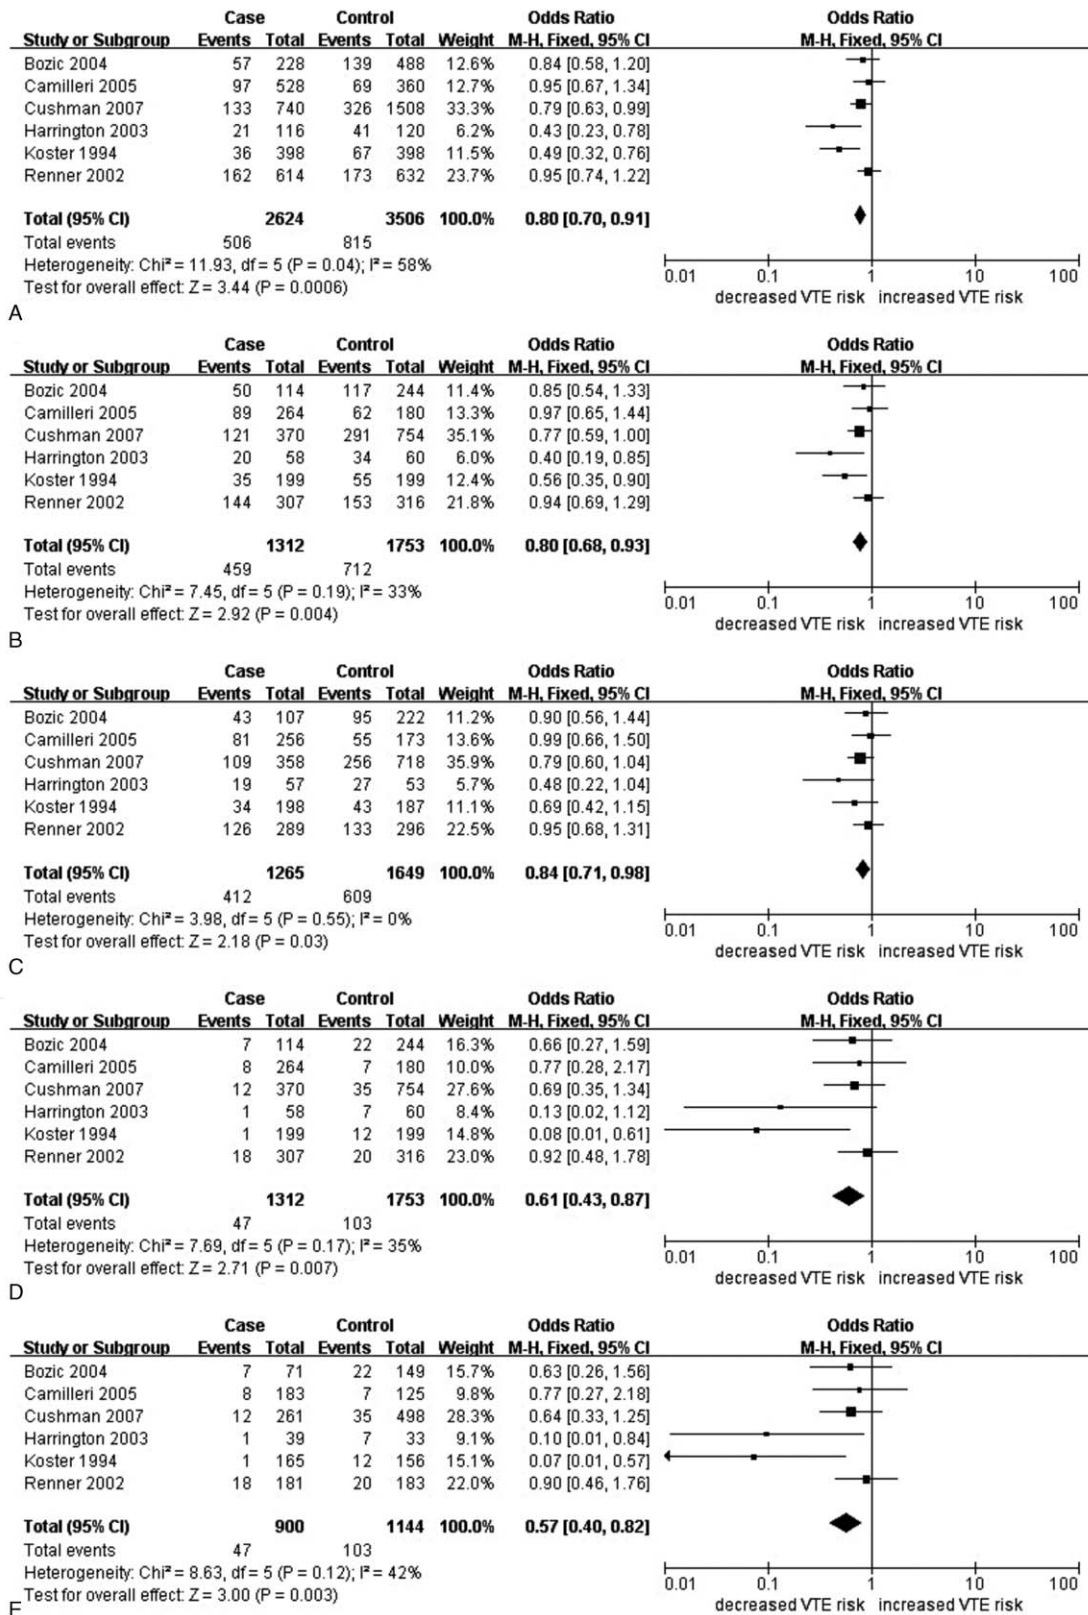 Case Control Odds Ratio Odds Ratio
Study or Subgroup Events Total Events Total Weight M-H, Fixed, 95% CI M-H, Fixed, 95% CI
Bozic 2004 57 228 139 488 12.6% 0.84 [0.58, 1.20]
Camilleri 2005 97 528 69 360 12.7% 0.95 [0.67, 1.34]
Cushman 2007 133 740 326 1508 33.3% 0.79 [0.63, 0.99]
Harrington 2003 21 116 41 120 6.2% 0.43 [0.23, 0.78]
Koster 1994 36 398 67 398 11.5% 0.49 [0.32, 0.76]
Renner 2002 162 614 173 632 23.7% 0.95 [0.74, 1.22]
Total (95% CI) 2624 3506 100.0% 0.80 [0.70, 0.91]
Total events 506 815
Heterogeneity: Chi² = 11.93, df = 5 (P = 0.04); I² = 58%
Test for overall effect: Z = 3.44 (P = 0.0006)
0.01 0.1 1 10 100
decreased VTE risk increased VTE risk
A
Case Control Odds Ratio Odds Ratio
Study or Subgroup Events Total Events Total Weight M-H, Fixed, 95% CI M-H, Fixed, 95% CI
Bozic 2004 50 114 117 244 11.4% 0.85 [0.54, 1.33]
Camilleri 2005 89 264 62 180 13.3% 0.97 [0.65, 1.44]
Cushman 2007 121 370 291 754 35.1% 0.77 [0.59, 1.00]
Harrington 2003 20 58 34 60 6.0% 0.40 [0.19, 0.85]
Koster 1994 35 199 55 199 12.4% 0.56 [0.35, 0.90]
Renner 2002 144 307 153 316 21.8% 0.94 [0.69, 1.29]
Total (95% CI) 1312 1753 100.0% 0.80 [0.68, 0.93]
Total events 459 712
Heterogeneity: Chi² = 7.45, df = 5 (P = 0.19); I² = 33%
Test for overall effect: Z = 2.92 (P = 0.004)
0.01 0.1 1 10 100
decreased VTE risk increased VTE risk
B
Case Control Odds Ratio Odds Ratio
Study or Subgroup Events Total Events Total Weight M-H, Fixed, 95% CI M-H, Fixed, 95% CI
Bozic 2004 43 107 95 222 11.2% 0.90 [0.56, 1.44]
Camilleri 2005 81 256 55 173 13.6% 0.99 [0.66, 1.50]
Cushman 2007 109 358 256 718 35.9% 0.79 [0.60, 1.04]
Harrington 2003 19 57 27 53 5.7% 0.48 [0.22, 1.04]
Koster 1994 34 198 43 187 11.1% 0.69 [0.42, 1.15]
Renner 2002 126 289 133 296 22.5% 0.95 [0.68, 1.31]
Total (95% CI) 1265 1649 100.0% 0.84 [0.71, 0.98]
Total events 412 609
Heterogeneity: Chi² = 3.98, df = 5 (P = 0.55); I² = 0%
Test for overall effect: Z = 2.18 (P = 0.03)
0.01 0.1 1 10 100
decreased VTE risk increased VTE risk
C
Case Control Odds Ratio Odds Ratio
Study or Subgroup Events Total Events Total Weight M-H, Fixed, 95% CI M-H, Fixed, 95% CI
Bozic 2004 7 114 22 244 16.3% 0.66 [0.27, 1.59]
Camilleri 2005 8 264 7 180 10.0% 0.77 [0.28, 2.17]
Cushman 2007 12 370 35 754 27.6% 0.69 [0.35, 1.34]
Harrington 2003 1 58 7 60 8.4% 0.13 [0.02, 1.12]
Koster 1994 1 199 12 199 14.8% 0.08 [0.01, 0.61]
Renner 2002 18 307 20 316 23.0% 0.92 [0.48, 1.78]
Total (95% CI) 1312 1753 100.0% 0.61 [0.43, 0.87]
Total events 47 103
Heterogeneity: Chi² = 7.69, df = 5 (P = 0.17); I² = 35%
Test for overall effect: Z = 2.71 (P = 0.007)
0.01 0.1 1 10 100
decreased VTE risk increased VTE risk
D
Case Control Odds Ratio Odds Ratio
Study or Subgroup Events Total Events Total Weight M-H, Fixed, 95% CI M-H, Fixed, 95% CI
Bozic 2004 7 71 22 149 15.7% 0.63 [0.26, 1.56]
Camilleri 2005 8 183 7 125 9.8% 0.77 [0.27, 2.18]
Cushman 2007 12 261 35 498 28.3% 0.64 [0.33, 1.25]
Harrington 2003 1 39 7 33 9.1% 0.10 [0.01, 0.84]
Koster 1994 1 165 12 156 15.1% 0.07 [0.01, 0.57]
Renner 2002 18 181 20 183 22.0% 0.90 [0.46, 1.76]
Total (95% CI) 900 1144 100.0% 0.57 [0.40, 0.82]
Total events 47 103
Heterogeneity: Chi² = 8.63, df = 5 (P = 0.12); I² = 42%
Test for overall effect: Z = 3.00 (P = 0.003)
0.01 0.1 1 10 100
decreased VTE risk increased VTE risk
E